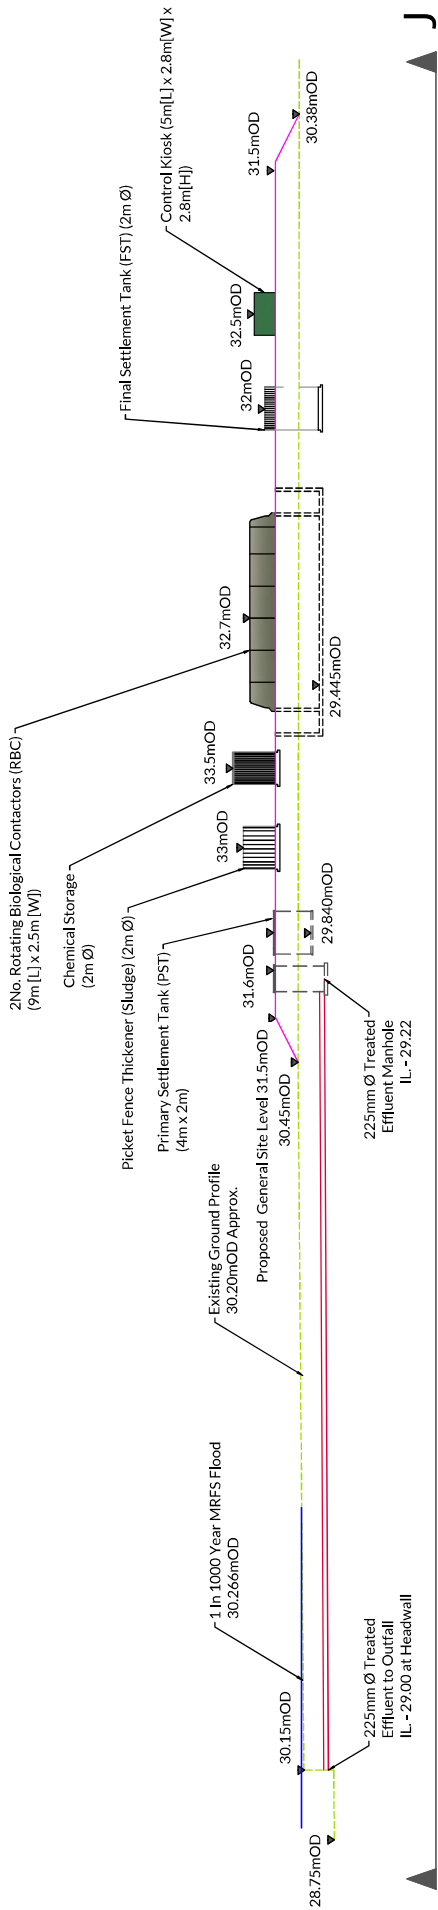 2No. Rotating Biological Contactors (RBC)
(9m [L] x 2.5m [W])
Chemical Storage
(2m Ø)
Picket Fence Thickener (Sludge) (2m Ø)
Primary Settlement Tank (PST)
(4m x 2m)
Final Settlement Tank (FST) (2m Ø)
Control Kiosk (5m[L] x 2.8m[W] x
2.8m[H])
1 In 1000 Year MRFS Flood
30.266mOD
Existing Ground Profile
30.20mOD Approx.
Proposed General Site Level 31.5mOD
30.45mOD
31.6mOD
29.840mOD
33mOD
33.5mOD
32.7mOD
29.445mOD
32mOD
32.5mOD
31.5mOD
30.38mOD
28.75mOD
30.15mOD
225mm Ø Treated
Effluent to Outfall
IL. - 29.00 at Headwall
225mm Ø Treated
Effluent Manhole
IL. - 29.22
J